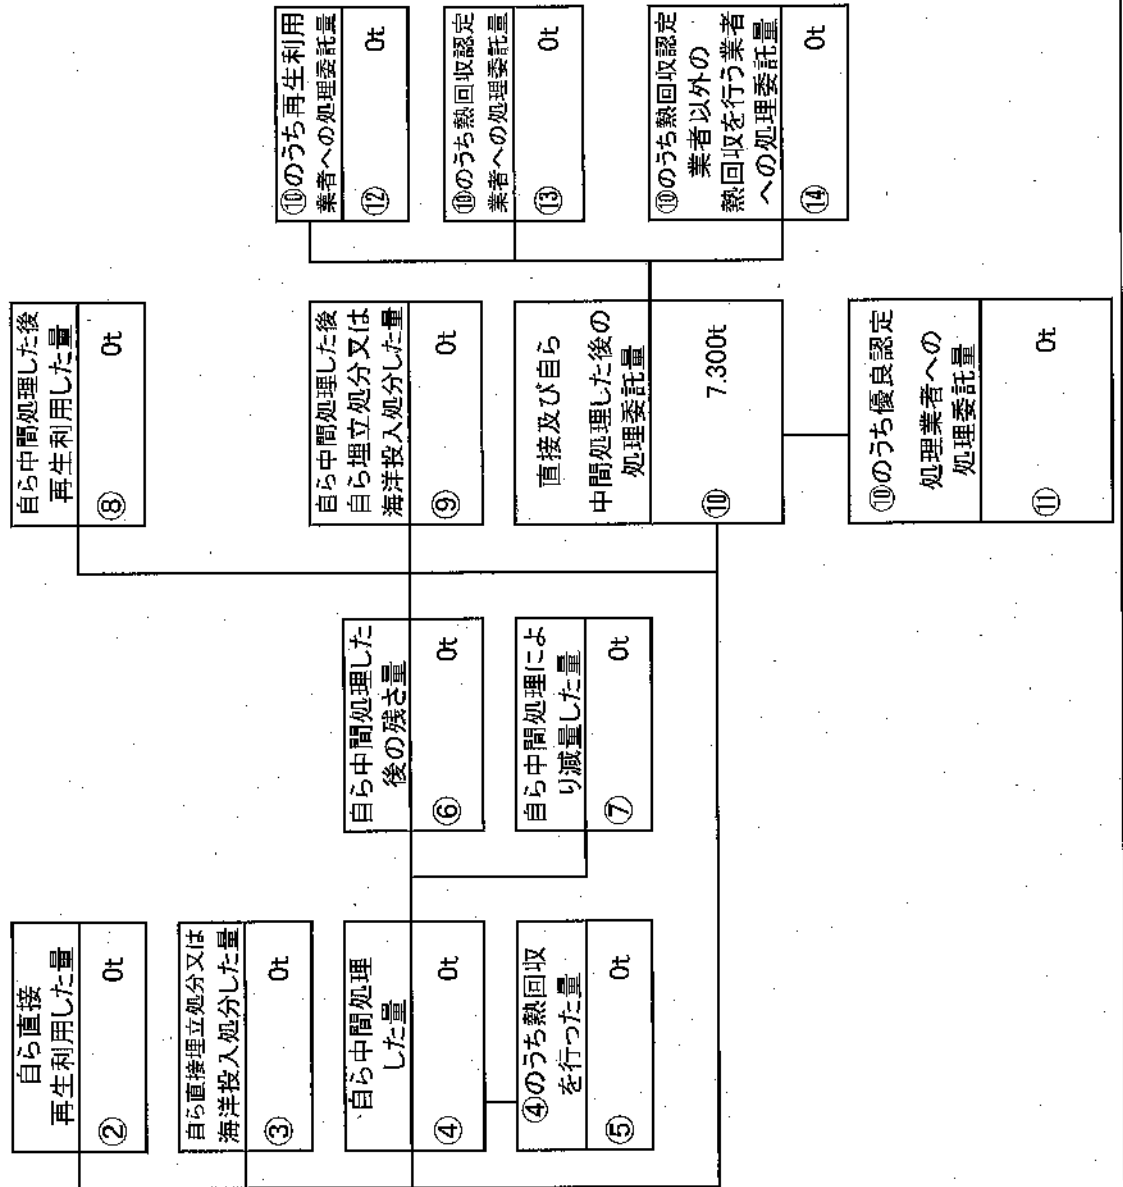 自ら直接
再生利用した量
②
0t
自ら直接埋立処分又は
海洋投入処分した量
③
0t
自ら中間処理
した量
④
0t
④のうち熱回収
を行った量
⑤
0t
自ら中間処理した
後の残さ量
⑥
0t
自ら中間処理によ
り減量した量
⑦
0t
自ら中間処理した後
再生利用した量
⑧
0t
自ら中間処理した後
自ら埋立処分又は
海洋投入処分した量
⑨
0t
直接及び自ら
中間処理した後の
処理委託量
⑩
7.300t
⑩のうち優良認定
処理業者への
処理委託量
⑪
0t
⑩のうち再生利用
業者への処理委託量
⑫
0t
⑩のうち熱回収認定
業者への処理委託量
⑬
0t
⑩のうち熱回収認定
業者以外の
熱回収を行う業者
への処理委託量
⑭
0t